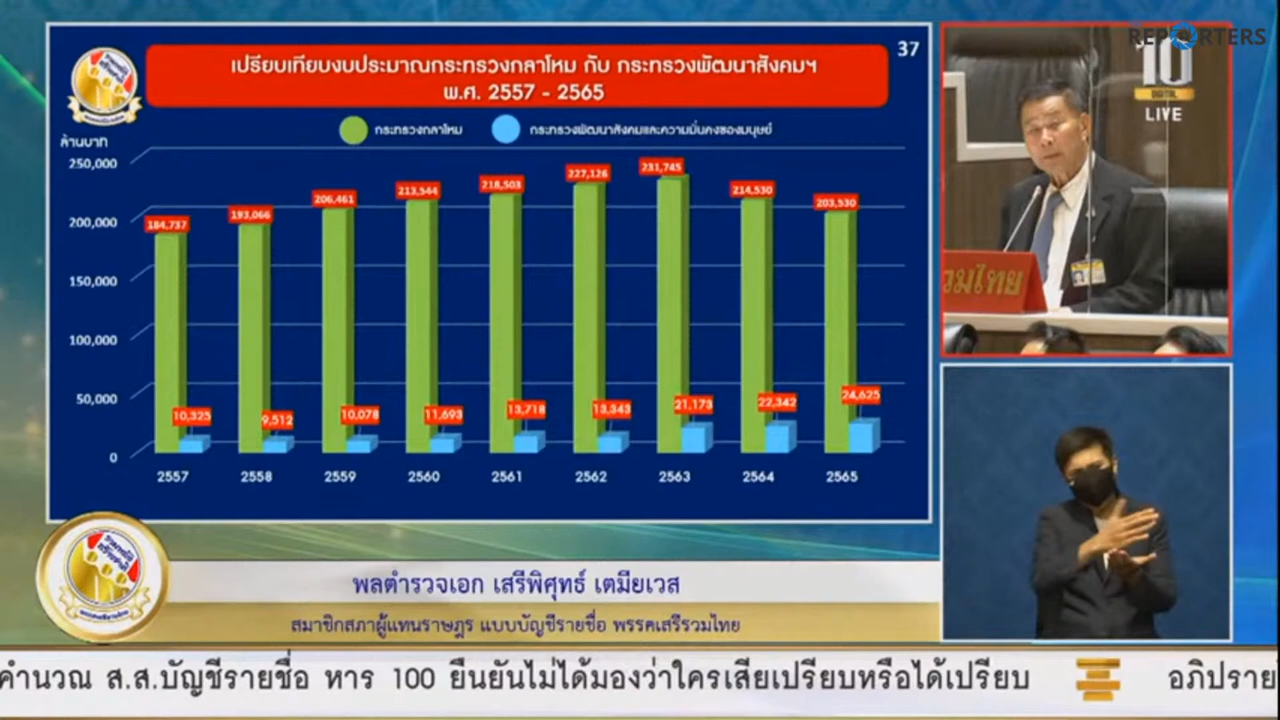 REPORTERS
37
เปรียบเทียบงบประมาณกระทรวงกลาโหม กับ กระทรวงพัฒนาสังคมฯ
พ.ศ. 2557 - 2565
กระทรวงกลาโหม
กระทรวงพัฒนาสังคมและความมั่นคงของมนุษย์
ล้านบาท
250,000
200,000
150,000
100,000
50,000
0
184,737
193,066
206,461
213,544
218,503
227,126
231,745
214,530
203,530
10,325
9,512
10,078
11,693
13,718
13,343
21,173
22,342
24,625
2557
2558
2559
2560
2561
2562
2563
2564
2565
10
DIGITAL
LIVE
รวมไทย
พลตำรวจเอก เสรีพิศุทธ์ เตมียเวส
สมาชิกสภาผู้แทนราษฎร แบบบัญชีรายชื่อ พรรคเสรีรวมไทย
คำนวณ ส.ส.บัญชีรายชื่อ หาร 100 ยืนยันไม่ได้มองว่าใครเสียเปรียบหรือได้เปรียบ
อภิปราย